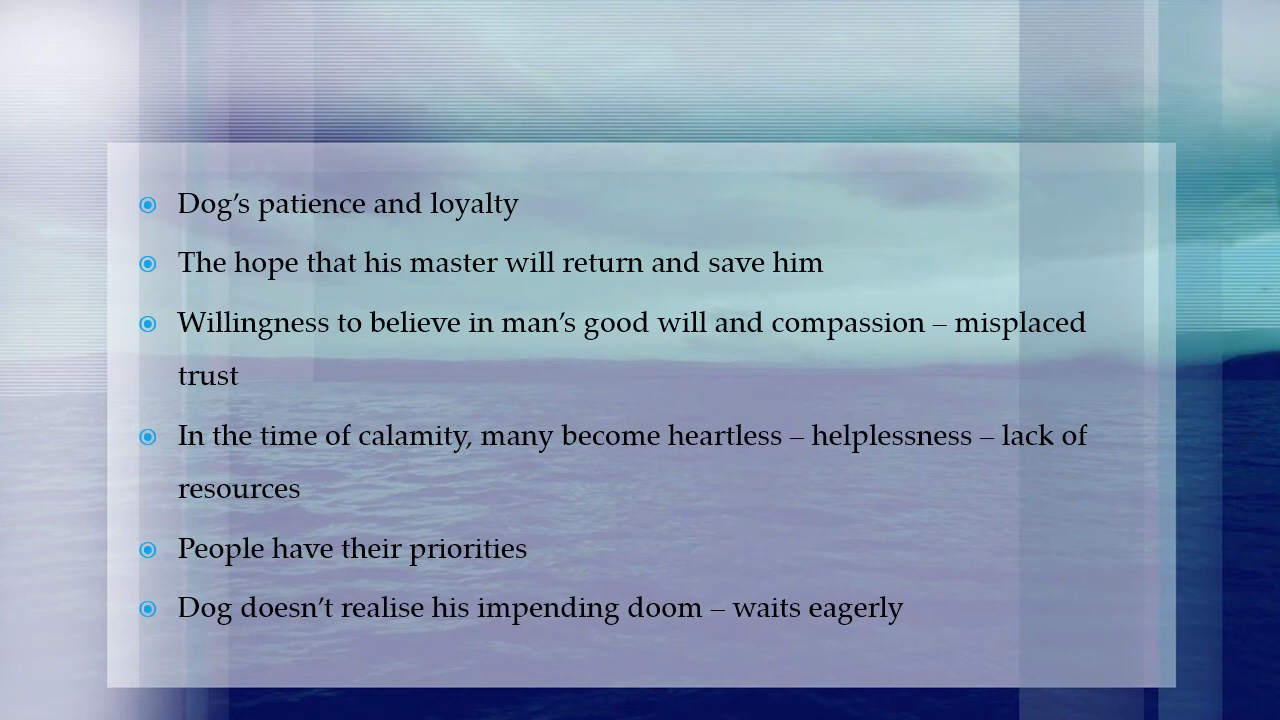 Dog’s patience and loyalty
The hope that his master will return and save him
Willingness to believe in man’s good will and compassion – misplaced
trust
In the time of calamity, many become heartless – helplessness – lack of
resources
People have their priorities
Dog doesn’t realise his impending doom – waits eagerly